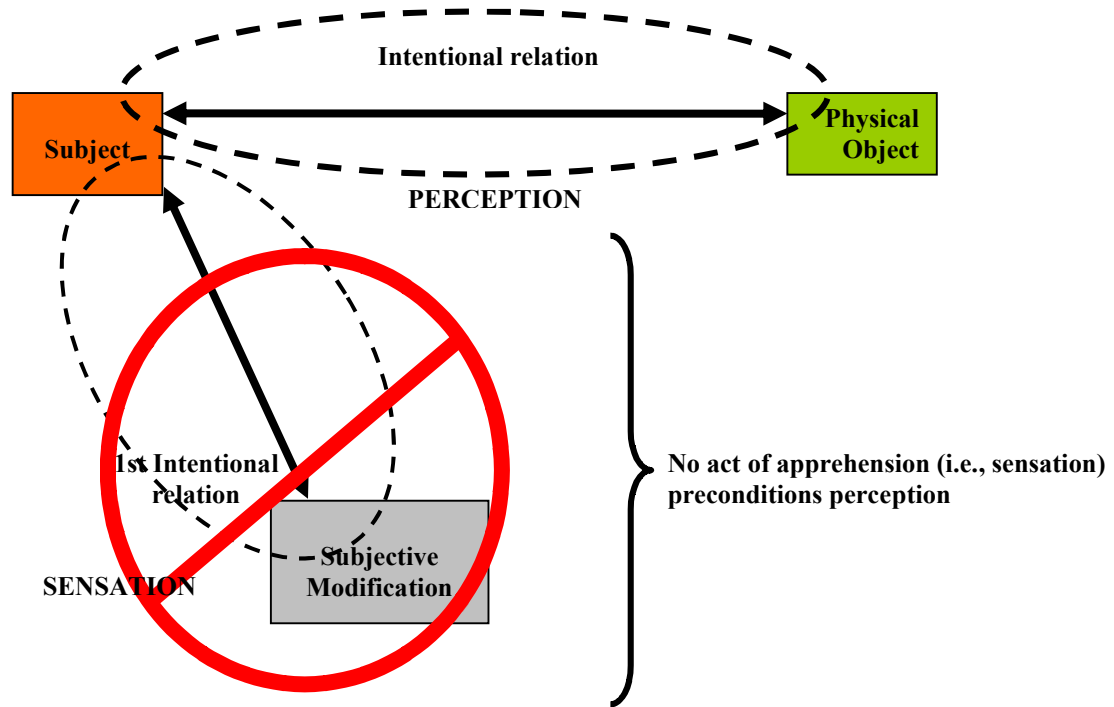 Intentional relation
Subject
Physical
Object
PERCEPTION
1st Intentional
relation
No act of apprehension (i.e., sensation)
preconditions perception
Subjective
Modification
SENSATION